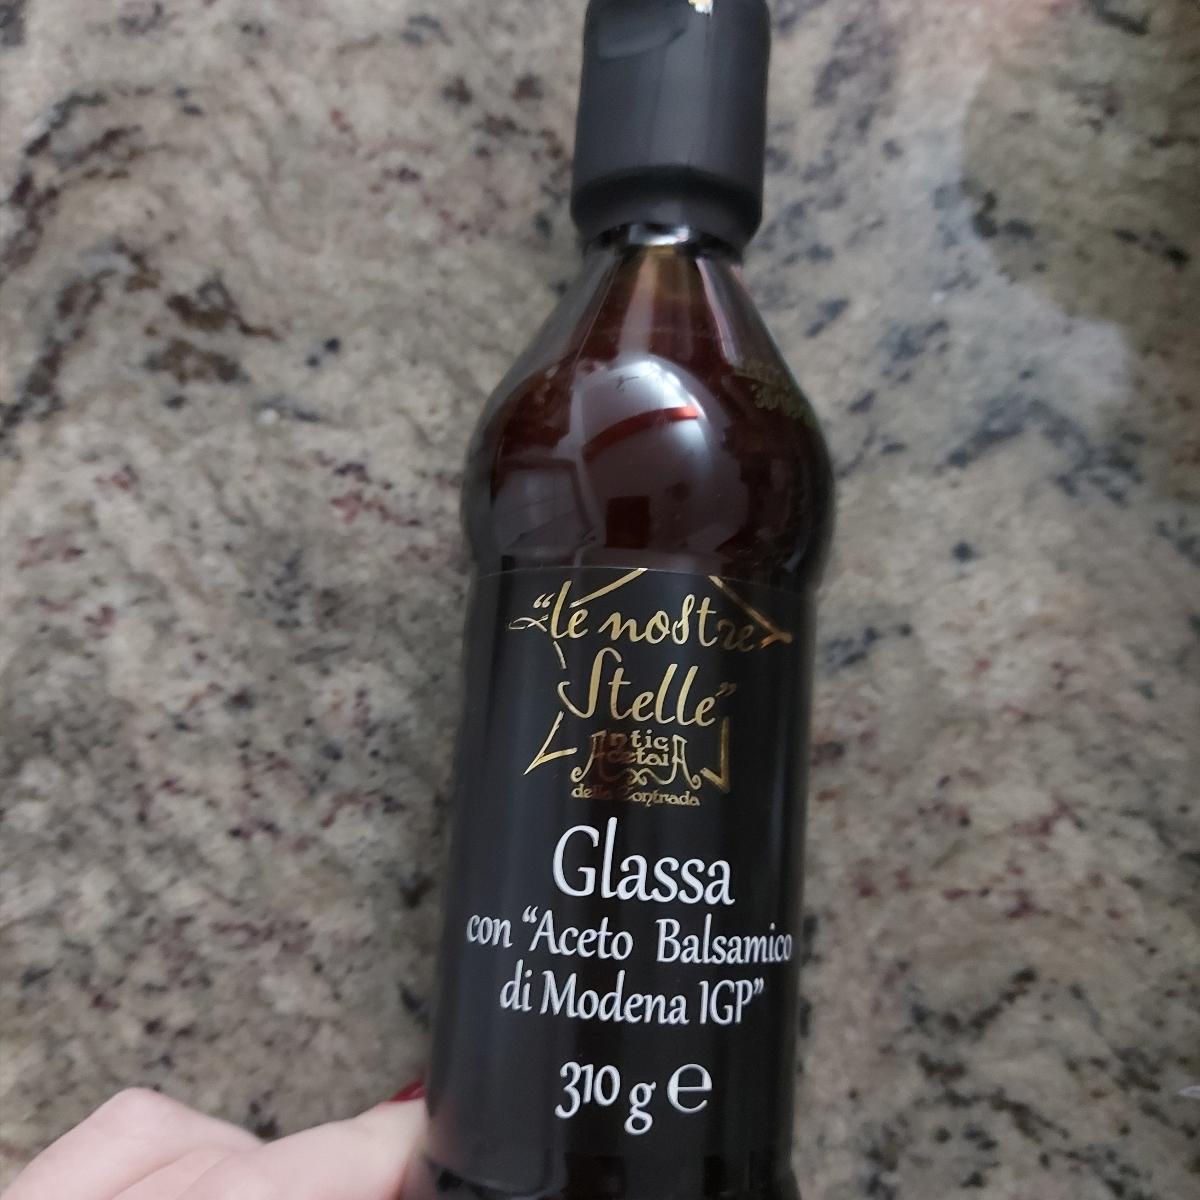 "le nostre
Stelle"
Antica
Acetaia
della Contrada
Glassa
con "Aceto Balsamico
di Modena IGP"
310 g ℮